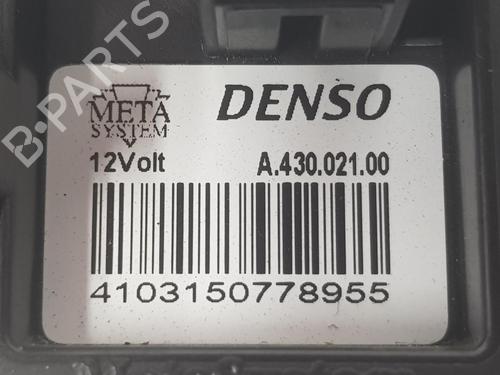 META
SYSTEM
DENSO
12Volt
A.430.021.00
4103150778955
B-PARTS